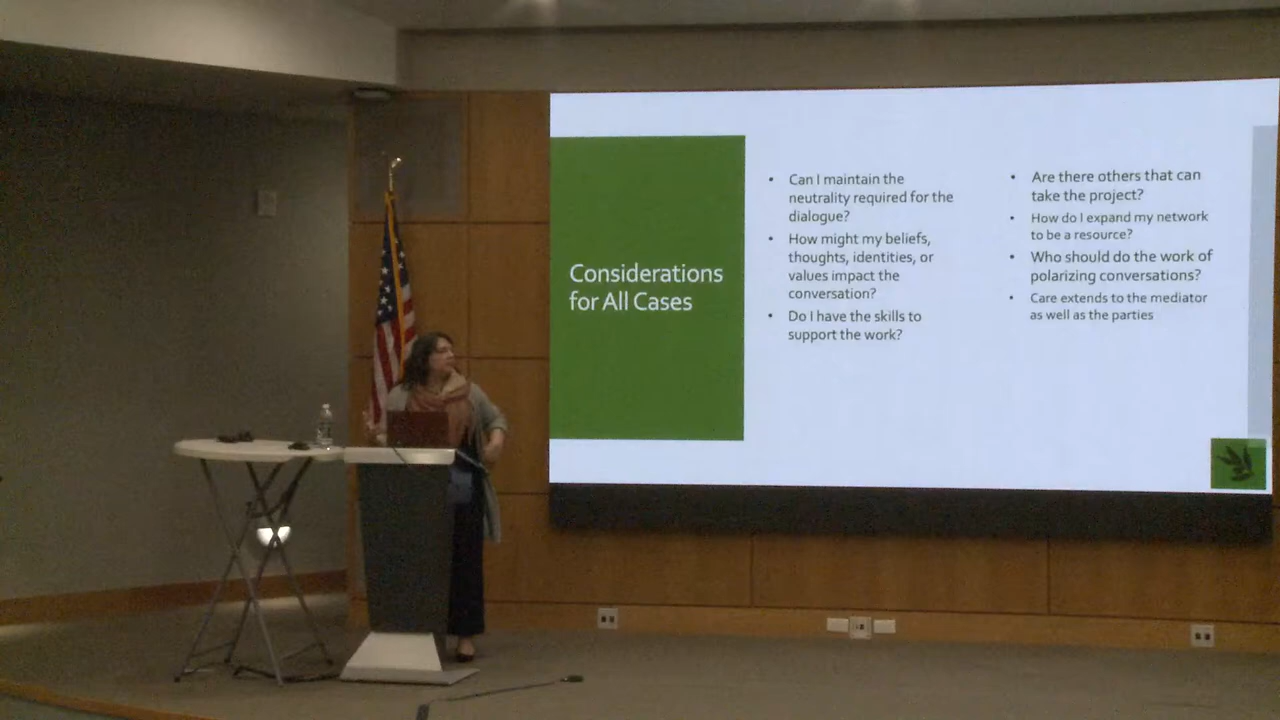 Considerations
for All Cases
• Can I maintain the
neutrality required for the
dialogue?
• How might my beliefs,
thoughts, identities, or
values impact the
conversation?
• Do I have the skills to
support the work?
• Are there others that can
take the project?
• How do I expand my network
to be a resource?
• Who should do the work of
polarizing conversations?
• Care extends to the mediator
as well as the parties